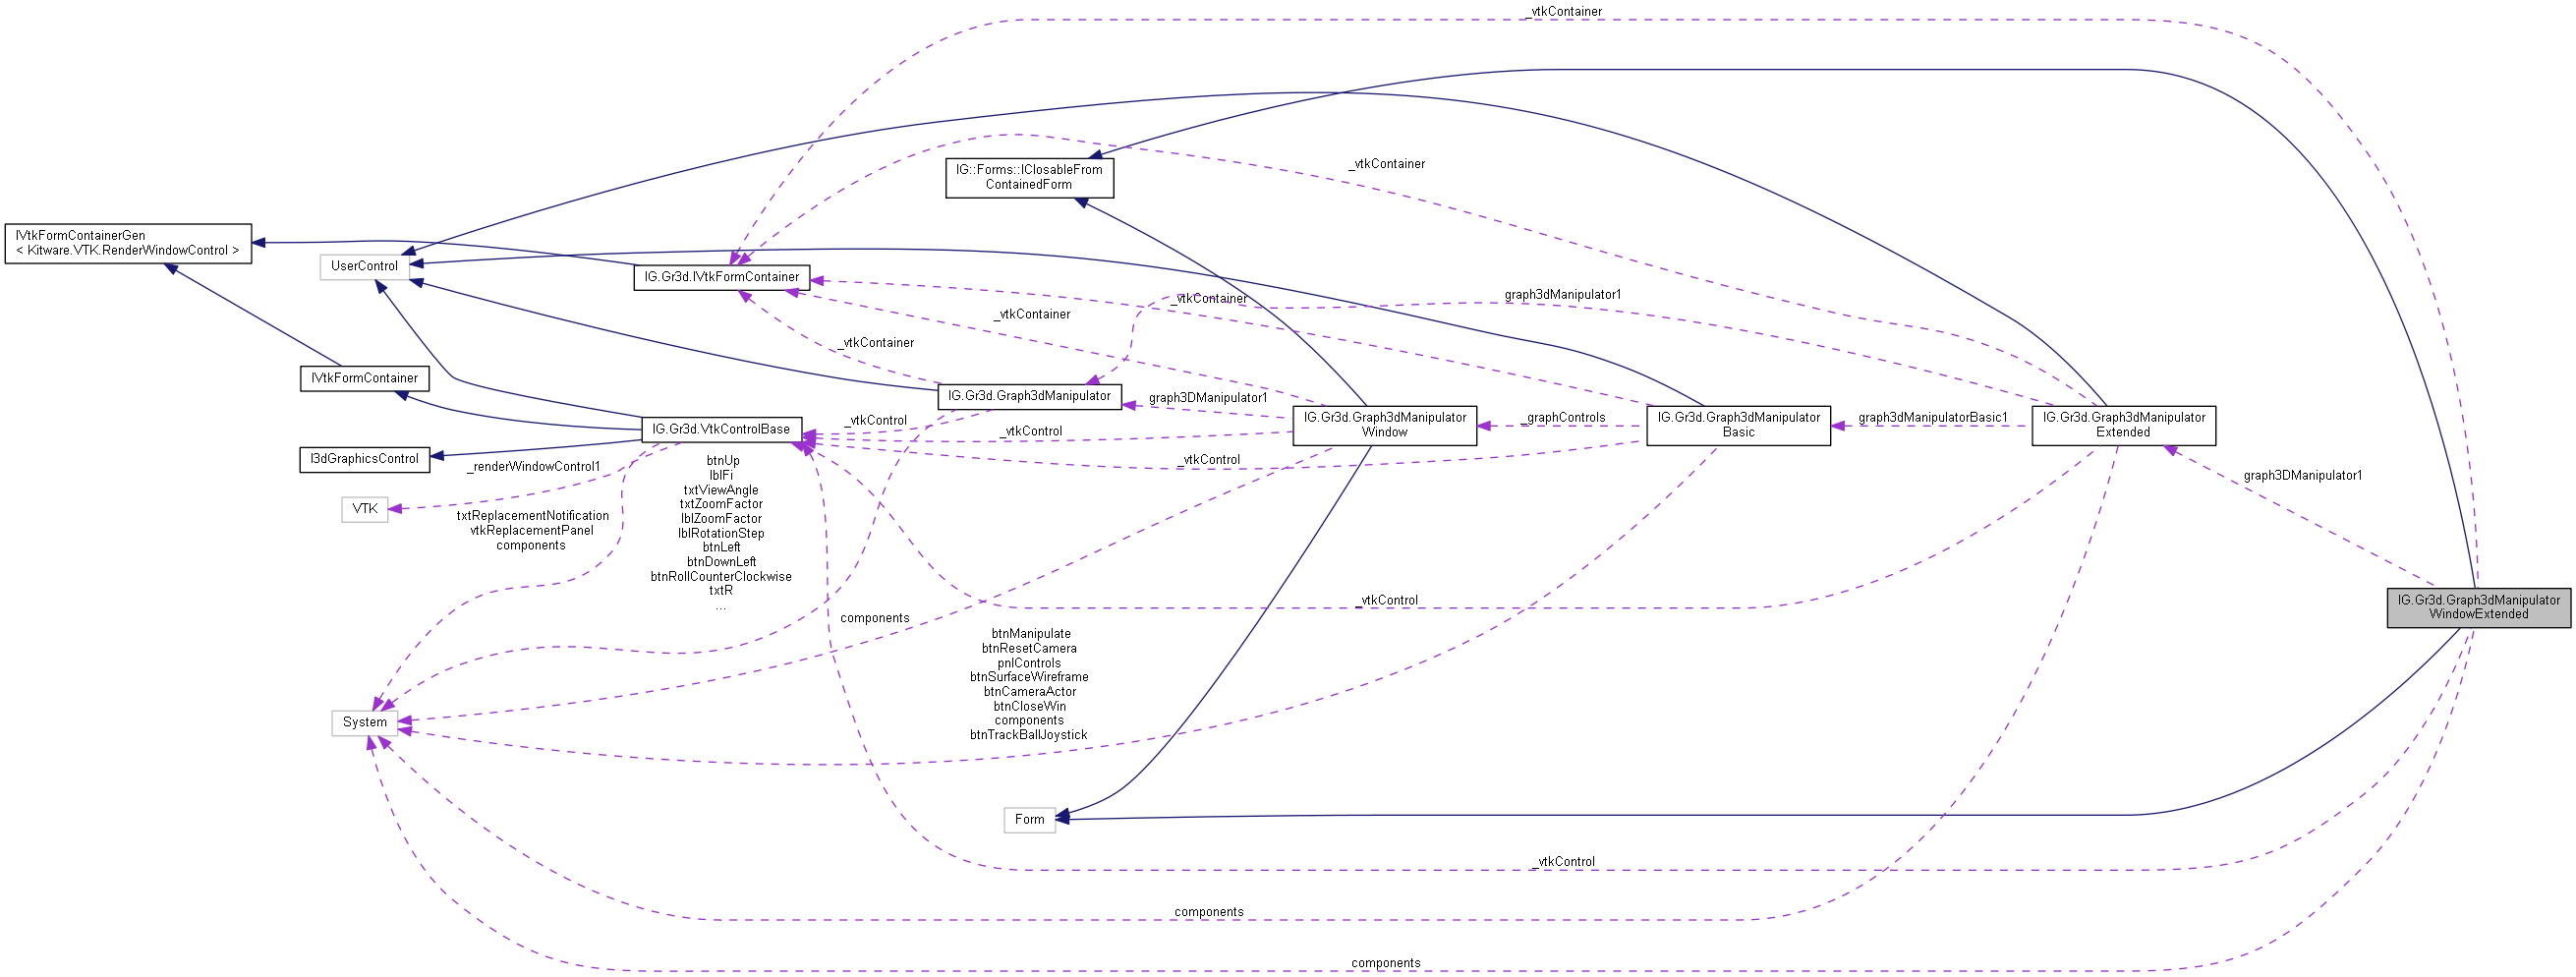 _vtkContainer
IG::Forms::IClosableFrom
ContainedForm
_vtkContainer
IVtkFormContainerGen
< Kitware.VTK.RenderWindowControl >
UserControl
IG.Gr3d.IVtkFormContainer
_vtkContainer
graph3dManipulator1
_vtkContainer
_vtkContainer
IVtkFormContainer
IG.Gr3d.Graph3dManipulator
graph3DManipulator1
IG.Gr3d.Graph3dManipulator
Window
_graphControls
IG.Gr3d.Graph3dManipulator
Basic
graph3dManipulatorBasic1
IG.Gr3d.Graph3dManipulator
Extended
_vtkControl
IG.Gr3d.VtkControlBase
_vtkControl
I3dGraphicsControl
_renderWindowControl1
_vtkControl
graph3DManipulator1
btnUp
lblFi
txtViewAngle
txtZoomFactor
lblZoomFactor
lblRotationStep
btnLeft
btnDownLeft
btnRollCounterClockwise
txtR
...
VTK
txtReplacementNotification
vtkReplacementPanel
components
_vtkControl
IG.Gr3d.Graph3dManipulator
WindowExtended
components
btnManipulate
btnResetCamera
pnlControls
btnSurfaceWireframe
btnCameraActor
btnCloseWin
components
btnTrackBallJoystick
System
Form
_vtkControl
components
components